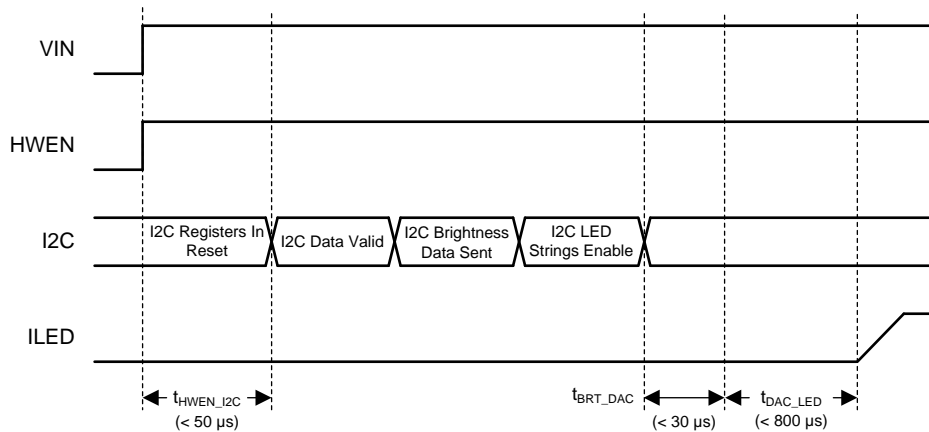 VIN
HWEN
I2C
I2C Registers In
Reset
I2C Data Valid
I2C Brightness
Data Sent
I2C LED
Strings Enable
ILED
tHWEN_I2C
(< 50 µs)
tBRT_DAC
(< 30 µs)
tDAC_LED
(< 800 µs)